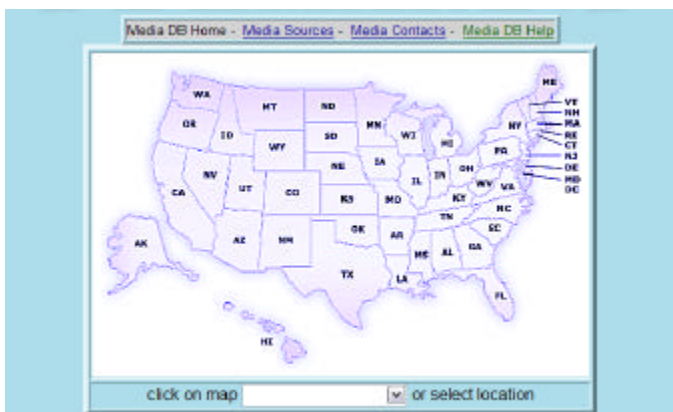 Media DB Home - Media Sources - Media Contacts - Media DB Help
ME
WA
MT
ND
VT
NH
OR
MN
MA
ID
SD
WI
NY
RI
WY
MI
CT
NE
IA
PA
NJ
NV
UT
IL
IN
OH
DE
CA
CO
KS
MO
WV
VA
MD
DC
KY
NC
TN
AK
AZ
NM
OK
AR
SC
MS
AL
GA
TX
LA
FL
HI
click on map or select location